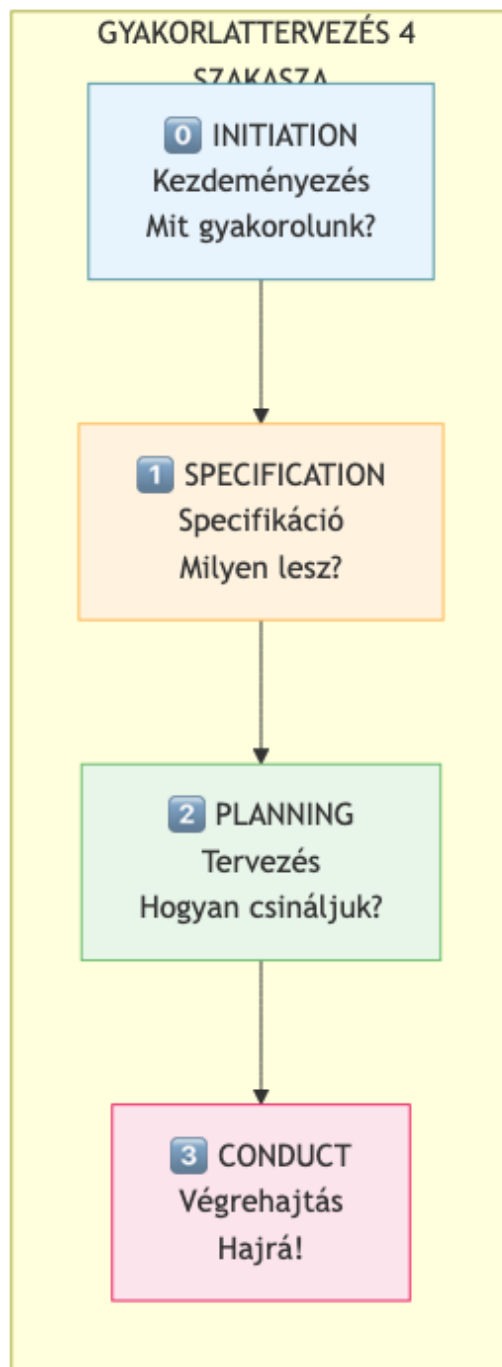 GYAKORLATTERVEZÉS 4
SZAKASZA
0 INITIATION
Kezdeményezés
Mit gyakorolunk?
1 SPECIFICATION
Specifikáció
Milyen lesz?
2 PLANNING
Tervezés
Hogyan csináljuk?
3 CONDUCT
Végrehajtás
Hajrá!